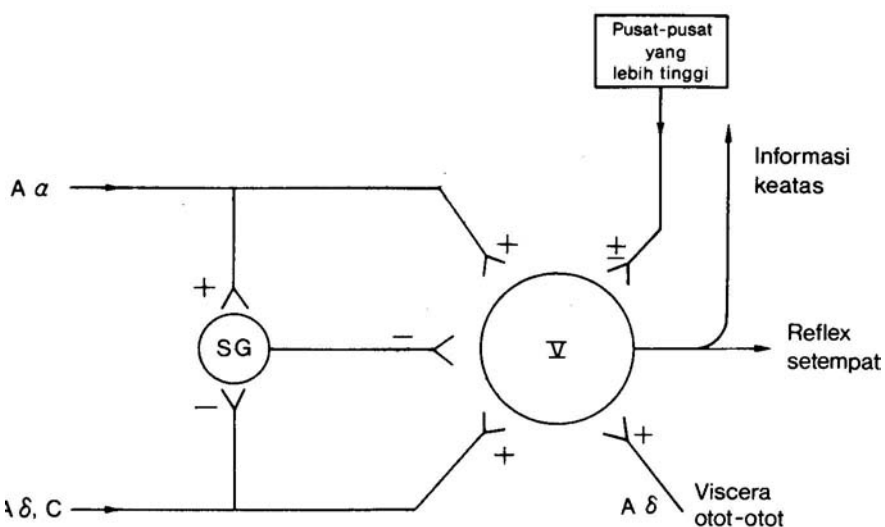 Pusat-pusat
yang
lebih tinggi
Informasi
keatas
A α
+
±
+
SG
−
V
Reflex
setempat
−
+
+
A δ, C
A δ
Viscera
otot-otot